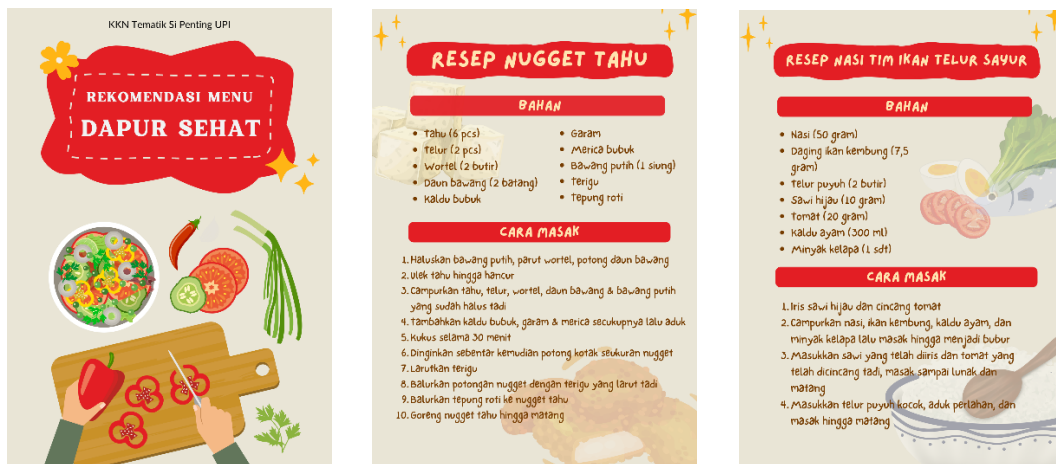 KKN Tematik Si Penting UPI
REKOMENDASI MENU
DAPUR SEHAT
RESEP NUGGET TAHU
BAHAN
• Tahu (6 pcs)
• Telur (2 pcs)
• Wortel (2 butir)
• Daun bawang (2 batang)
• Kaldu bubuk
• Garam
• Merica bubuk
• Bawang putih (1 siung)
• Terigu
• Tepung roti
CARA MASAK
1. Haluskan bawang putih, parut wortel, potong daun bawang
2. Ulek tahu hingga hancur
3. Campurkan tahu, telur, wortel, daun bawang & bawang putih
yang sudah halus tadi
4. Tambahkan kaldu bubuk, garam & merica secukupnya lalu aduk
5. Kukus selama 30 menit
6. Dinginkan sebentar kemudian potong kotak seukuran nugget
7. Larutkan terigu
8. Balurkan potongan nugget dengan terigu yang larut tadi
9. Balurkan tepung roti ke nugget tahu
10. Goreng nugget tahu hingga matang
RESEP NASI TIM IKAN TELUR SAYUR
BAHAN
• Nasi (50 gram)
• Daging ikan kembung (7,5
gram)
• Telur puyuh (2 butir)
• Sawi hijau (10 gram)
• Tomat (20 gram)
• Kaldu ayam (300 ml)
• Minyak kelapa (1 sdt)
CARA MASAK
1. Iris sawi hijau dan cincang tomat
2. Campurkan nasi, ikan kembung, kaldu ayam, dan
minyak kelapa lalu masak hingga menjadi bubur
3. Masukkan sawi yang telah diiris dan tomat yang
telah dicincang tadi, masak sampai lunak dan
matang
4. Masukkan telur puyuh kocok, aduk perlahan, dan
masak hingga matang